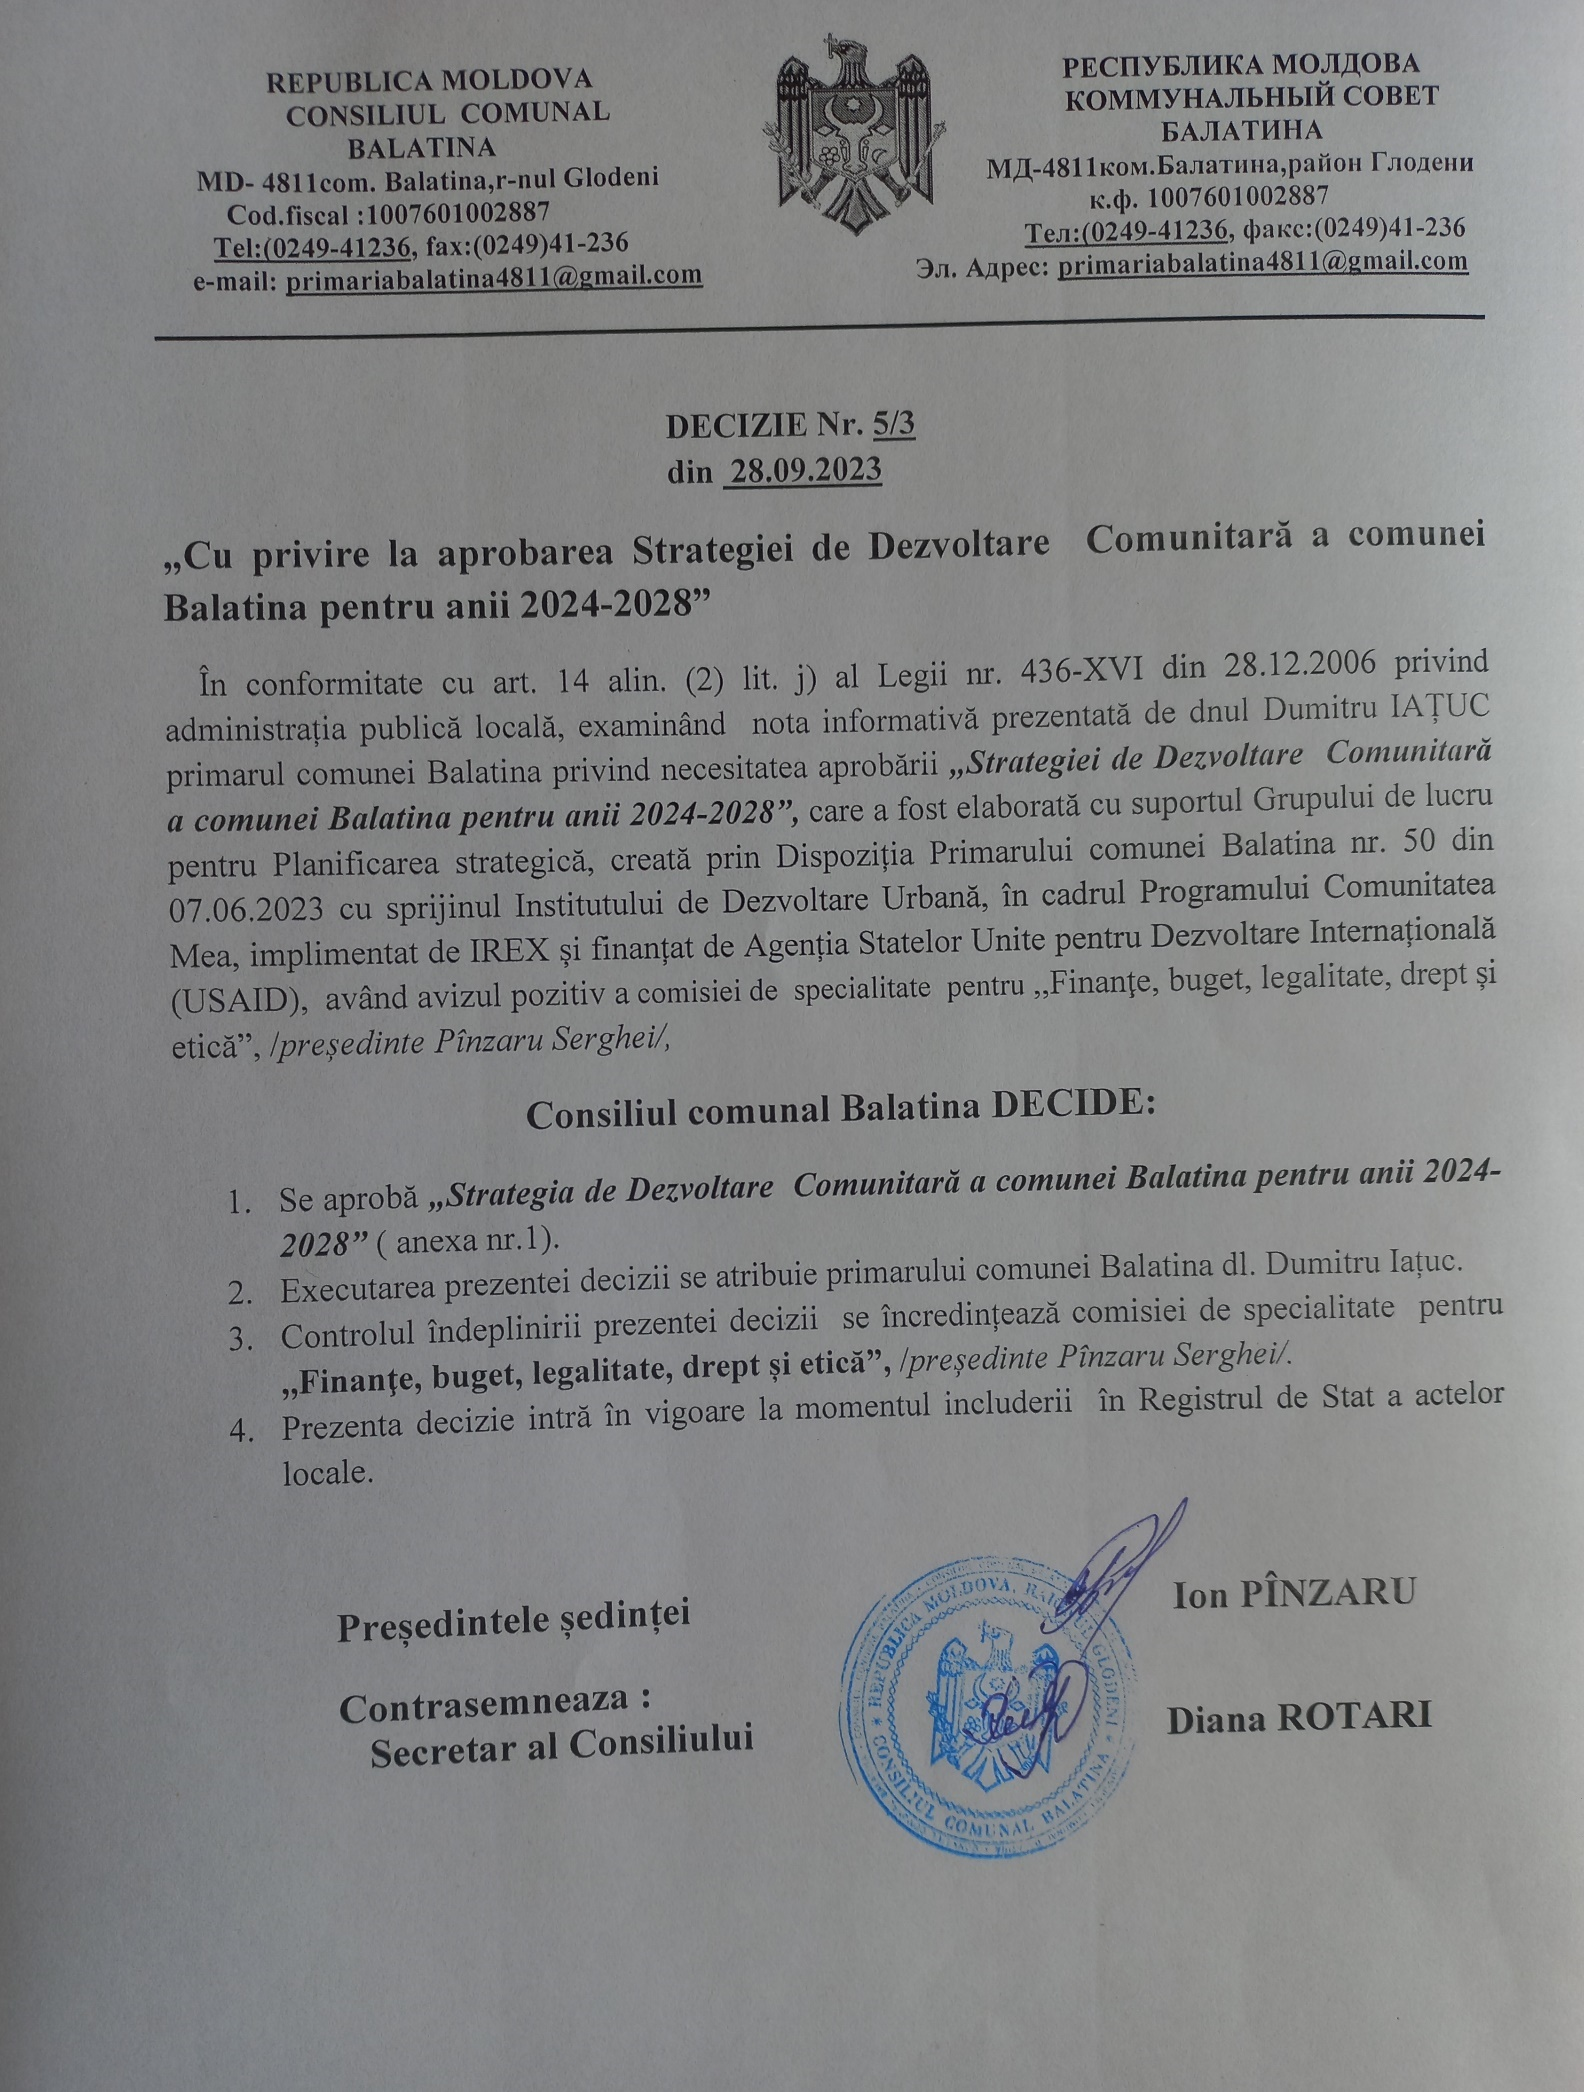 REPUBLICA MOLDOVA
CONSILIUL COMUNAL
BALATINA
MD- 4811com. Balatina,r-nul Glodeni
Cod.fiscal :1007601002887
Tel:(0249-41236, fax:(0249)41-236
e-mail: primariabalatina4811@gmail.com
РЕСПУБЛИКА МОЛДОВА
КОММУНАЛЬНЫЙ СОВЕТ
БАЛАТИНА
МД-4811ком.Балатина,район Глодени
к.ф. 1007601002887
Тел:(0249-41236, факс:(0249)41-236
Эл. Адрес: primariabalatina4811@gmail.com
DECIZIE Nr. 5/3
din 28.09.2023
„Cu privire la aprobarea Strategiei de Dezvoltare Comunitară a comunei
Balatina pentru anii 2024-2028”
În conformitate cu art. 14 alin. (2) lit. j) al Legii nr. 436-XVI din 28.12.2006 privind
administrația publică locală, examinând nota informativă prezentată de dnul Dumitru IAȚUC
primarul comunei Balatina privind necesitatea aprobării „Strategiei de Dezvoltare Comunitară
a comunei Balatina pentru anii 2024-2028”, care a fost elaborată cu suportul Grupului de lucru
pentru Planificarea strategică, creată prin Dispoziția Primarului comunei Balatina nr. 50 din
07.06.2023 cu sprijinul Institutului de Dezvoltare Urbană, în cadrul Programului Comunitatea
Mea, implimentat de IREX și finanțat de Agenția Statelor Unite pentru Dezvoltare Internațională
(USAID), având avizul pozitiv a comisiei de specialitate pentru ,,Finanţe, buget, legalitate, drept și
etică”, /președinte Pînzaru Serghei/,
Consiliul comunal Balatina DECIDE:
1. Se aprobă „Strategia de Dezvoltare Comunitară a comunei Balatina pentru anii 2024-
2028” ( anexa nr.1).
2. Executarea prezentei decizii se atribuie primarului comunei Balatina dl. Dumitru Iațuc.
3. Controlul îndeplinirii prezentei decizii se încredințează comisiei de specialitate pentru
,,Finanţe, buget, legalitate, drept și etică”, /președinte Pînzaru Serghei/.
4. Prezenta decizie intră în vigoare la momentul includerii în Registrul de Stat a actelor
locale.
Președintele ședinței
Ion PÎNZARU
Contrasemneaza :
Secretar al Consiliului
Diana ROTARI
REPUBLICA MOLDOVA, RAIONUL GLODENI
* CONSILIUL COMUNAL BALATINA *